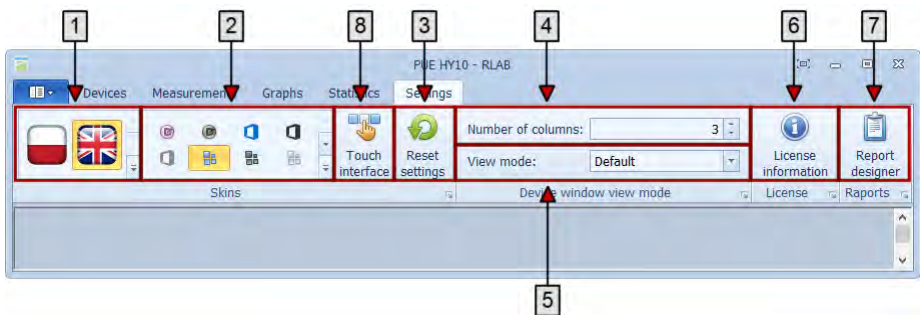 1 2 8 3 4 6 7
PUE HY10 - RLAB
Devices Measurement Graphs Statistics Settings
Number of columns: 3
View mode: Default
Touch
interface
Reset
settings
License
information
Report
designer
Skins Device window view mode License Raports
5